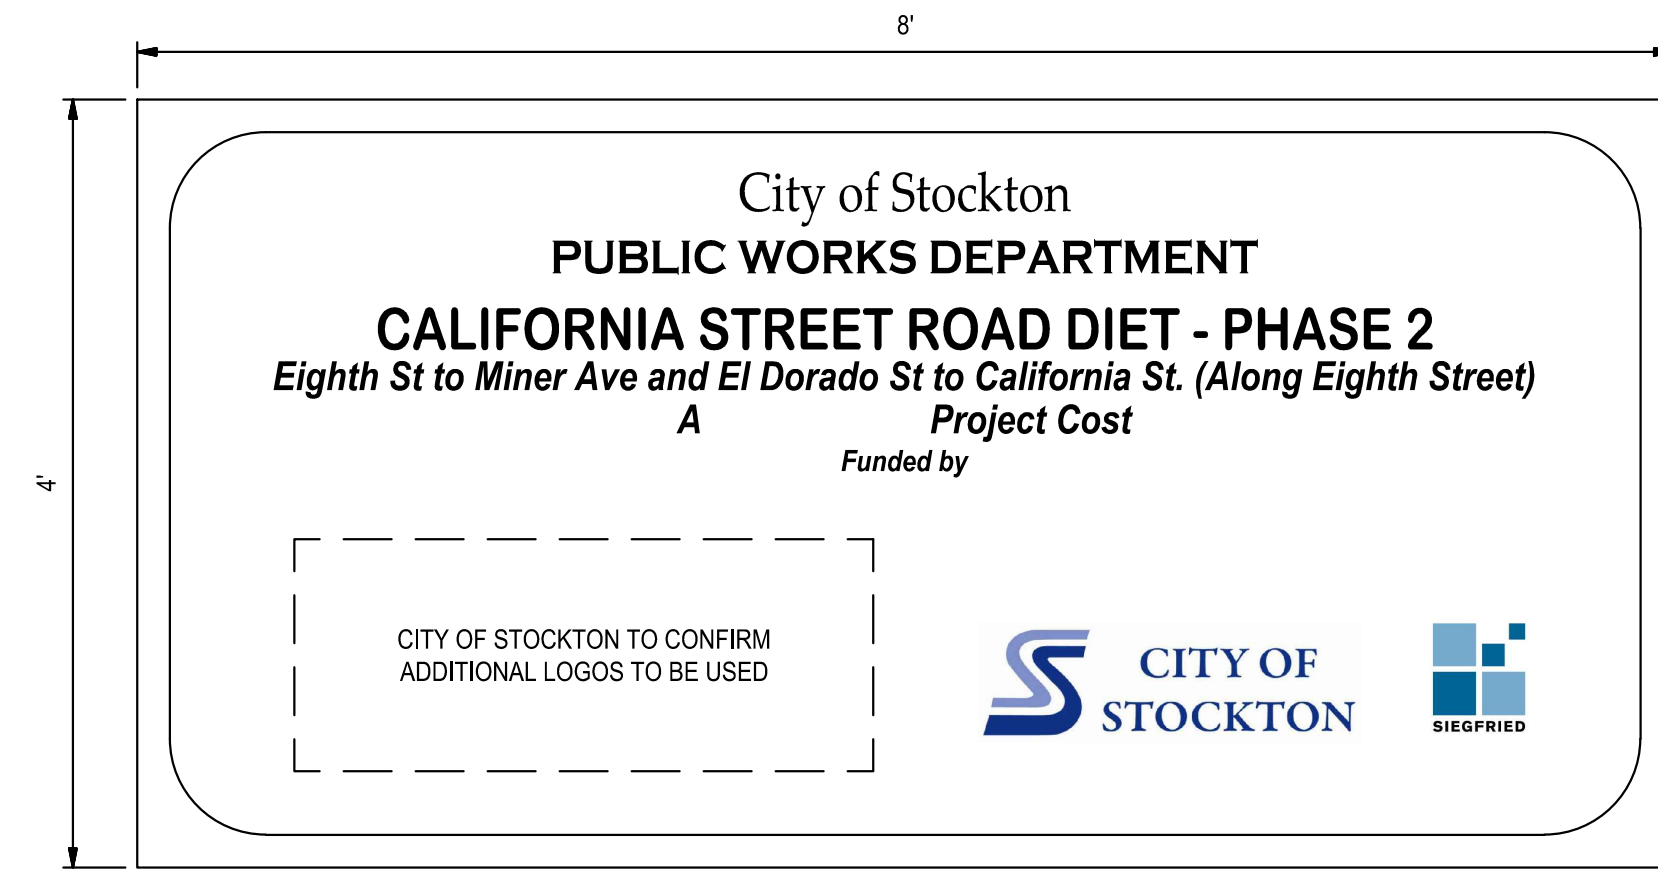 8'
City of Stockton
PUBLIC WORKS DEPARTMENT
CALIFORNIA STREET ROAD DIET - PHASE 2
Eighth St to Miner Ave and El Dorado St to California St. (Along Eighth Street)
A Project Cost
Funded by
4'
CITY OF STOCKTON TO CONFIRM
ADDITIONAL LOGOS TO BE USED
CITY OF
STOCKTON
SIEGFRIED